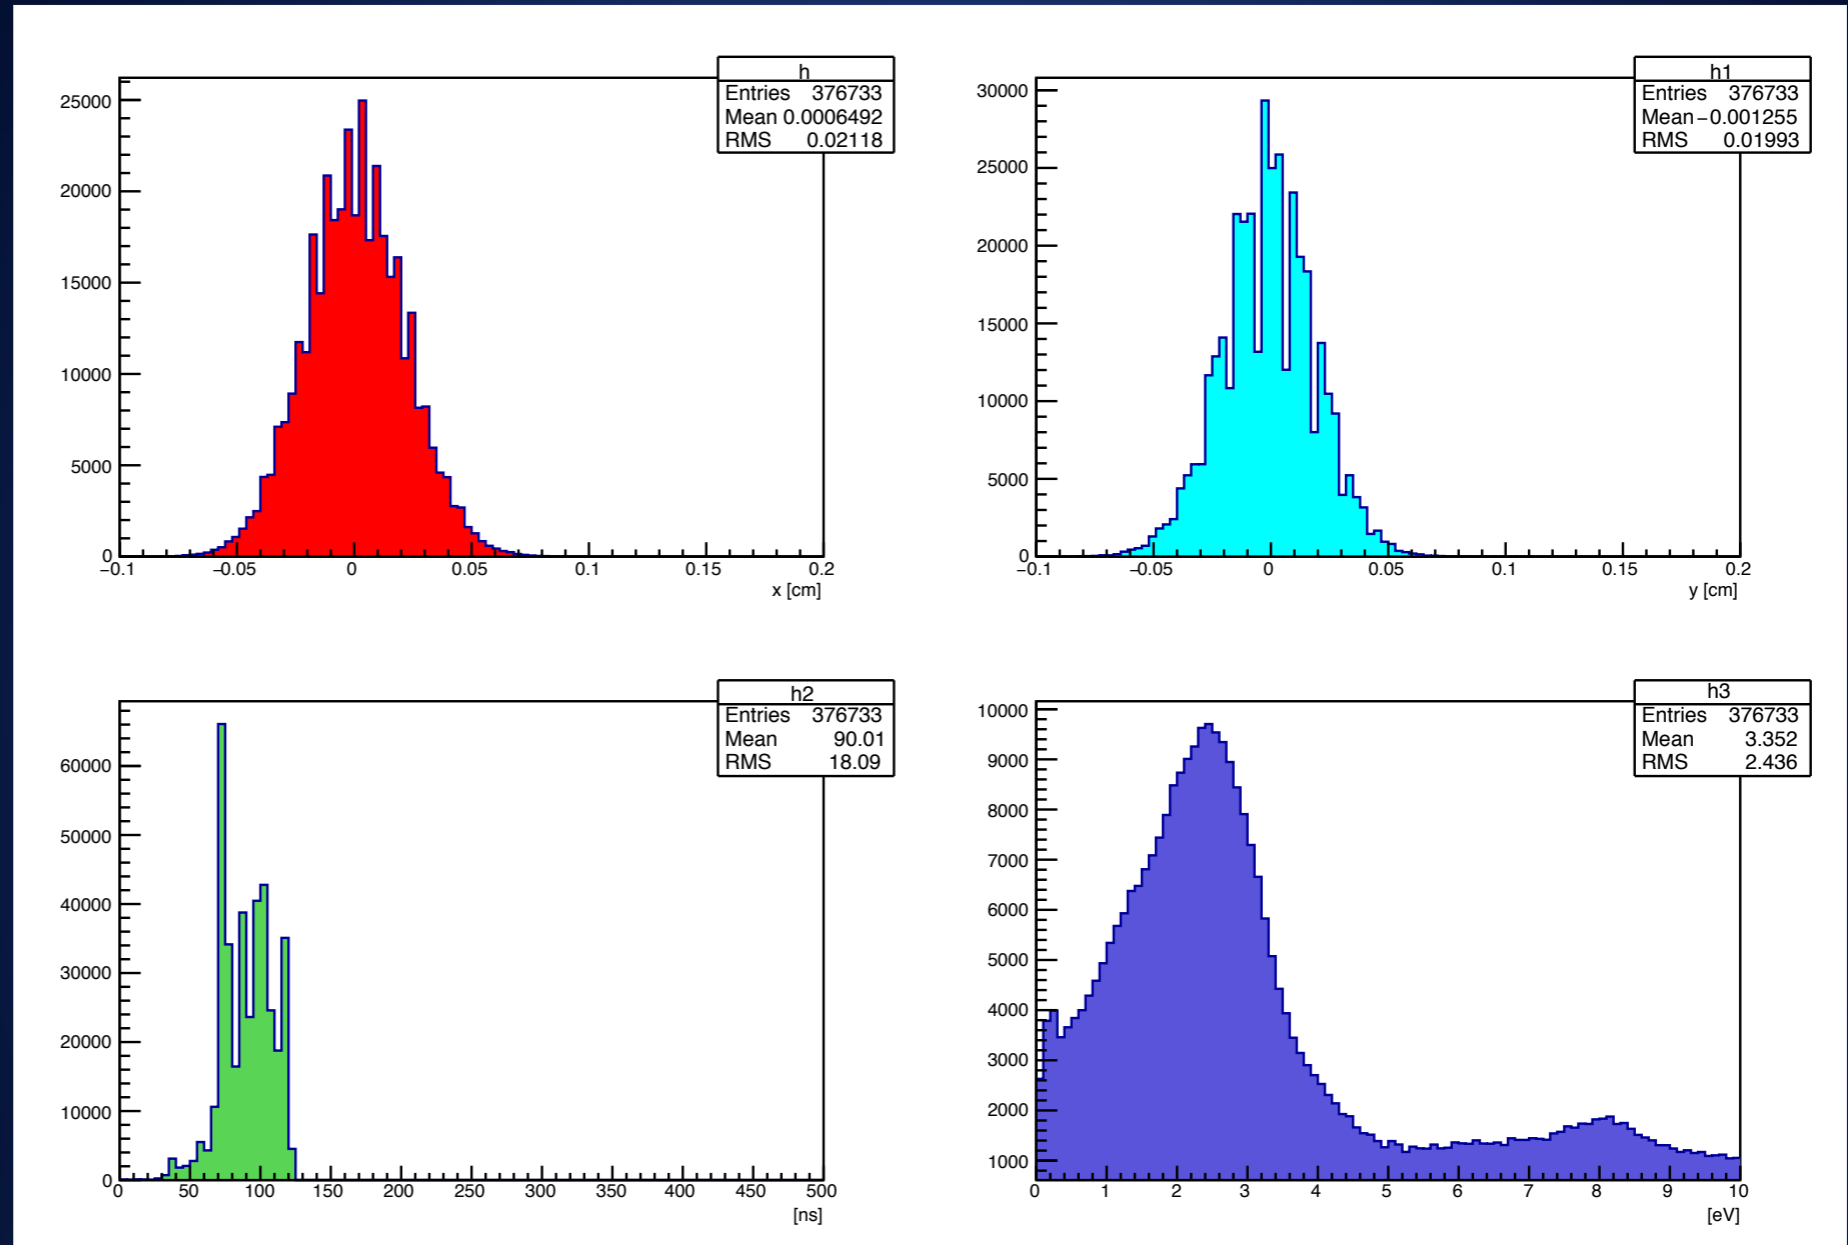 h
Entries 376733
Mean 0.0006492
RMS 0.02118
25000
20000
15000
10000
5000
0
−0.1 −0.05 0 0.05 0.1 0.15 0.2
x [cm]
h1
Entries 376733
Mean −0.001255
RMS 0.01993
30000
25000
20000
15000
10000
5000
0
−0.1 −0.05 0 0.05 0.1 0.15 0.2
y [cm]
h2
Entries 376733
Mean 90.01
RMS 18.09
60000
50000
40000
30000
20000
10000
0
0 50 100 150 200 250 300 350 400 450 500
[ns]
h3
Entries 376733
Mean 3.352
RMS 2.436
10000
9000
8000
7000
6000
5000
4000
3000
2000
1000
0 1 2 3 4 5 6 7 8 9 10
[eV]